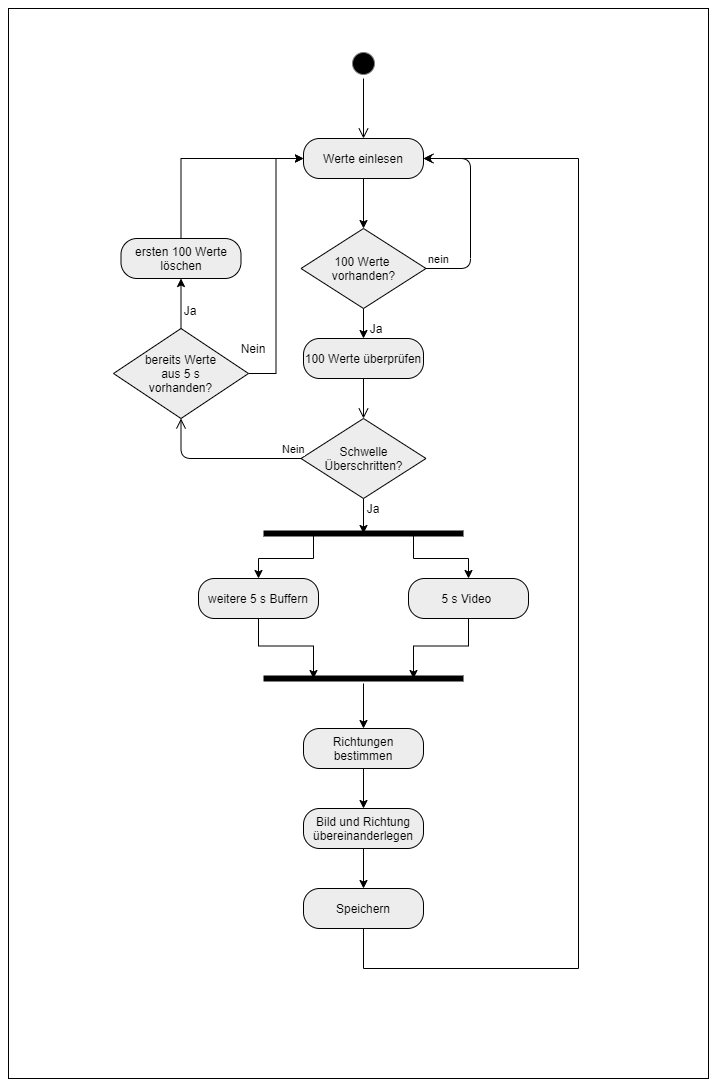 Werte einlesen
ersten 100 Werte
löschen
100 Werte
vorhanden?
nein
Ja
Ja
100 Werte überprüfen
Nein
bereits Werte
aus 5 s
vorhanden?
Nein
Schwelle
Überschritten?
Ja
weitere 5 s Buffern
5 s Video
Richtungen
bestimmen
Bild und Richtung
übereinanderlegen
Speichern